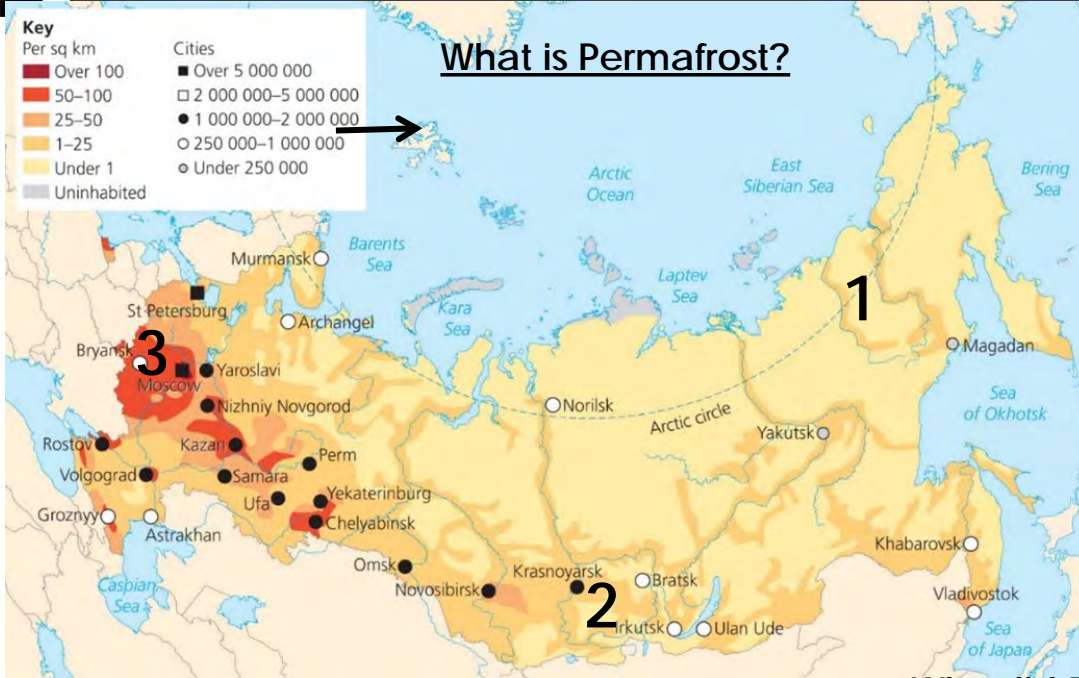 Key
Per sq km
Over 100
50–100
25–50
1–25
Under 1
Uninhabited
Cities
Over 5 000 000
2 000 000–5 000 000
1 000 000–2 000 000
250 000–1 000 000
Under 250 000
What is Permafrost?
Arctic
Ocean
East
Siberian Sea
Bering
Sea
Barents
Sea
Murmansk
Laptev
Sea
Kara
Sea
1
St Petersburg
Archangel
Bryansk
3
Moscow
Yaroslavi
Magadan
Nizhniy Novgorod
Norilsk
Sea
of Okhotsk
Arctic circle
Yakutsk
Rostov
Kazan
Perm
Volgograd
Samara
Ufa
Yekaterinburg
Groznyy
Astrakhan
Chelyabinsk
Khabarovsk
Omsk
Krasnoyarsk
Bratsk
Novosibirsk
Caspian
Sea
2
Irkutsk
Ulan Ude
Vladivostok
Sea
of Japan